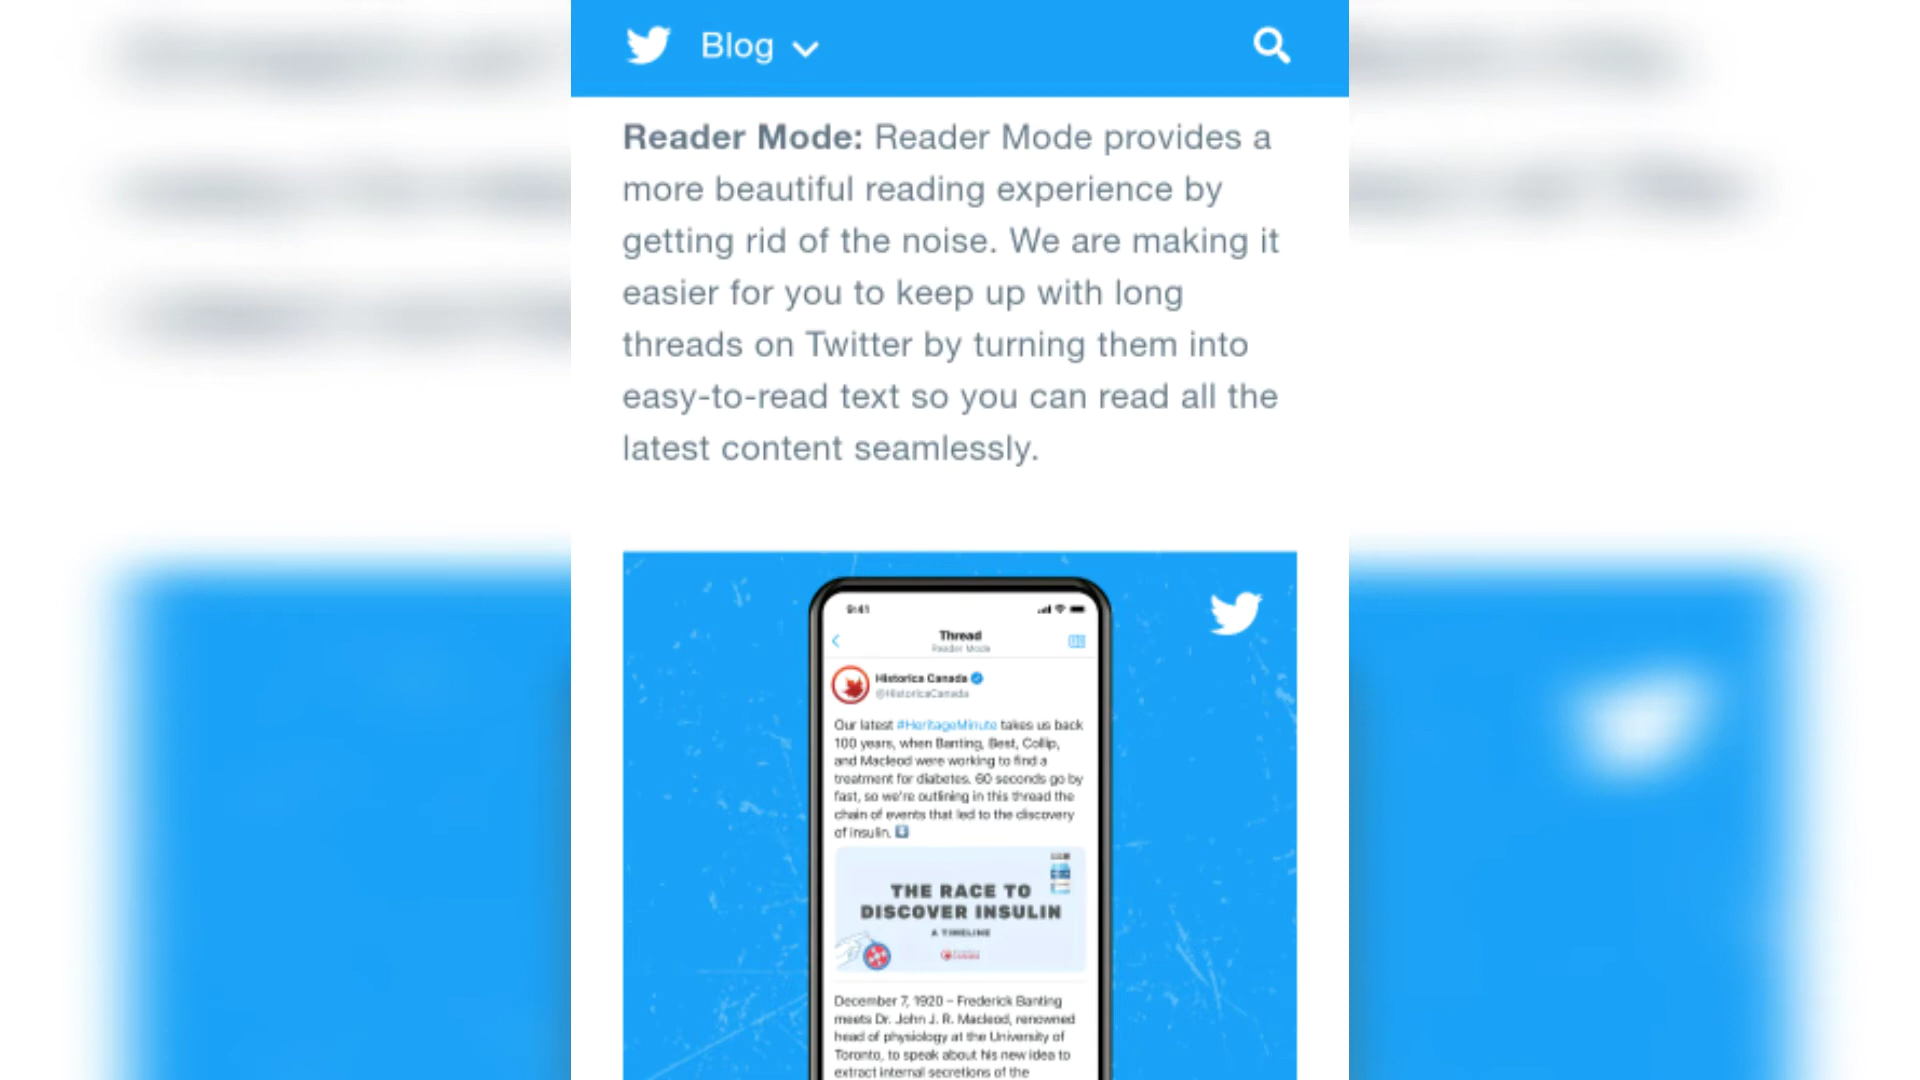 Blog
Reader Mode: Reader Mode provides a
more beautiful reading experience by
getting rid of the noise. We are making it
easier for you to keep up with long
threads on Twitter by turning them into
easy-to-read text so you can read all the
latest content seamlessly.
9:41
Thread
Reader Mode
Historica Canada
@HistoricaCanada
Our latest #HeritageMinute takes us back
100 years, when Banting, Best, Collip,
and Macleod were working to find a
treatment for diabetes. 60 seconds go by
fast, so we're outlining in this thread the
chain of events that led to the discovery
of insulin.
THE RACE TO
DISCOVER INSULIN
A TIMELINE
December 7, 1920 – Frederick Banting
meets Dr. John J. R. Macleod, renowned
head of physiology at the University of
Toronto, to speak about his new idea to
extract internal secretions of the